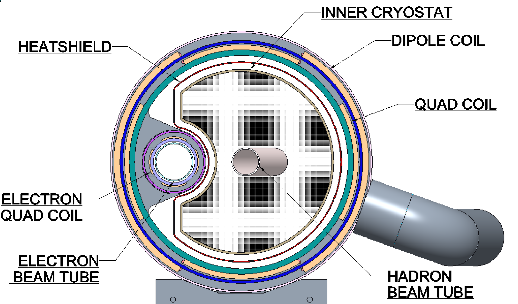 INNER CRYOSTAT
HEATSHIELD
DIPOLE COIL
QUAD COIL
ELECTRON
QUAD COIL
ELECTRON
BEAM TUBE
HADRON
BEAM TUBE